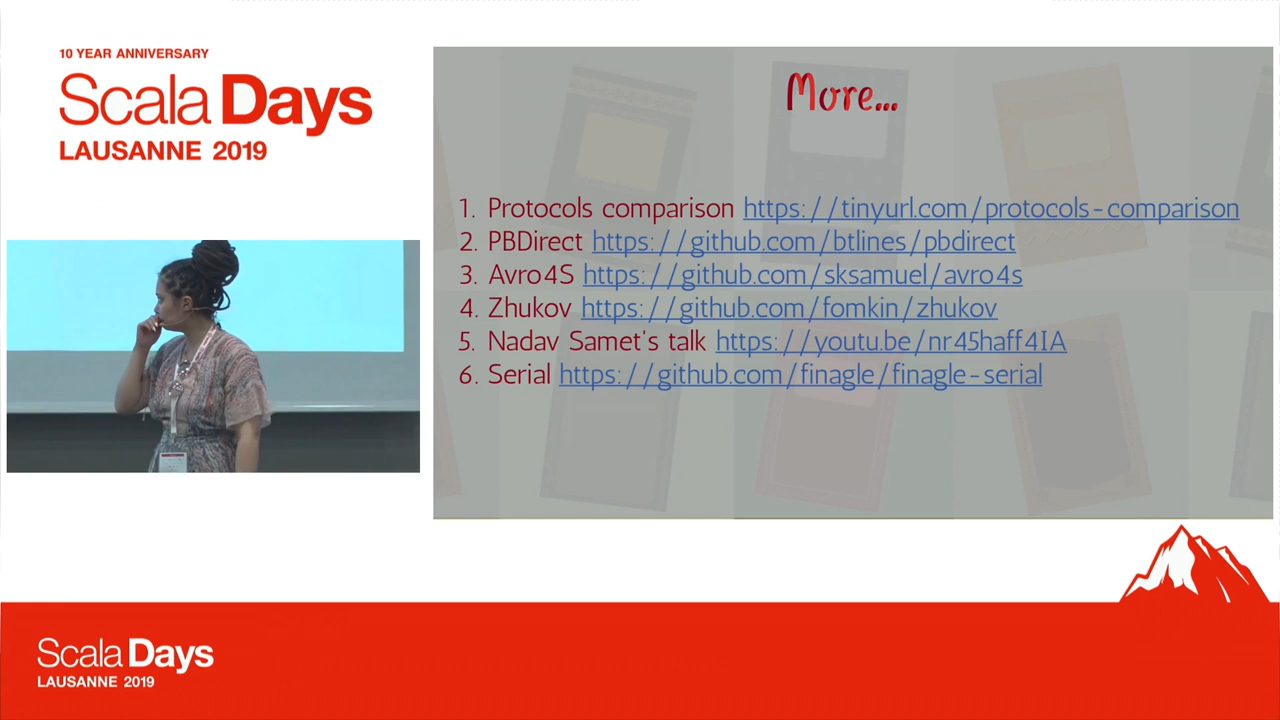 10 YEAR ANNIVERSARY
Scala Days
LAUSANNE 2019
More...
1. Protocols comparison https://tinyurl.com/protocols-comparison
2. PBDirect https://github.com/btlines/pbdirect
3. Avro4S https://github.com/sksamuel/avro4s
4. Zhukov https://github.com/fomkin/zhukov
5. Nadav Samet's talk https://youtu.be/nr45haff4IA
6. Serial https://github.com/finagle/finagle-serial
Scala Days
LAUSANNE 2019